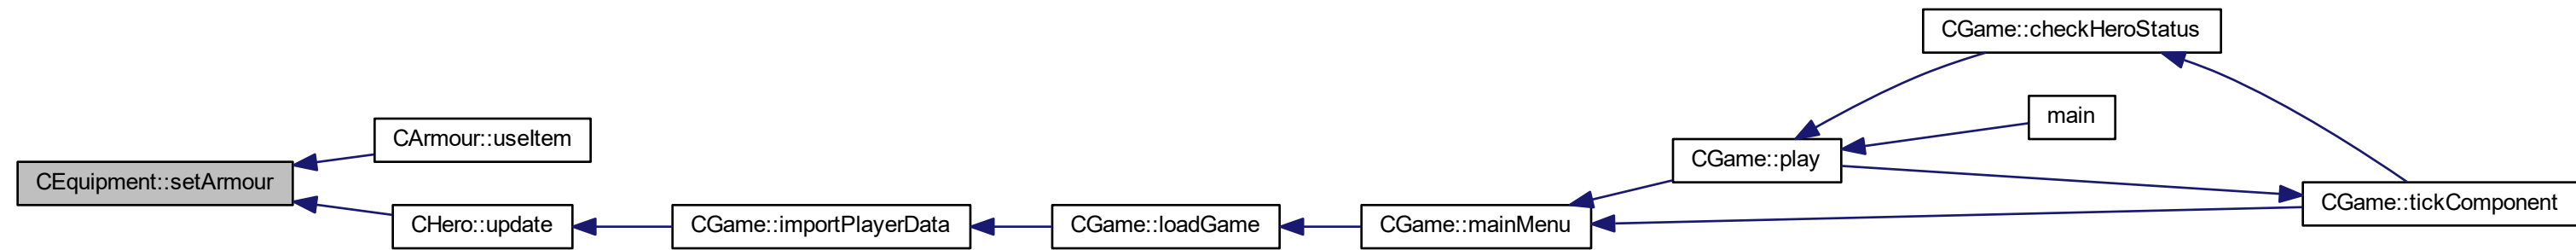 CEquipment::setArmour
CArmour::useItem
CHero::update
CGame::importPlayerData
CGame::loadGame
CGame::mainMenu
CGame::play
CGame::checkHeroStatus
main
CGame::tickComponent